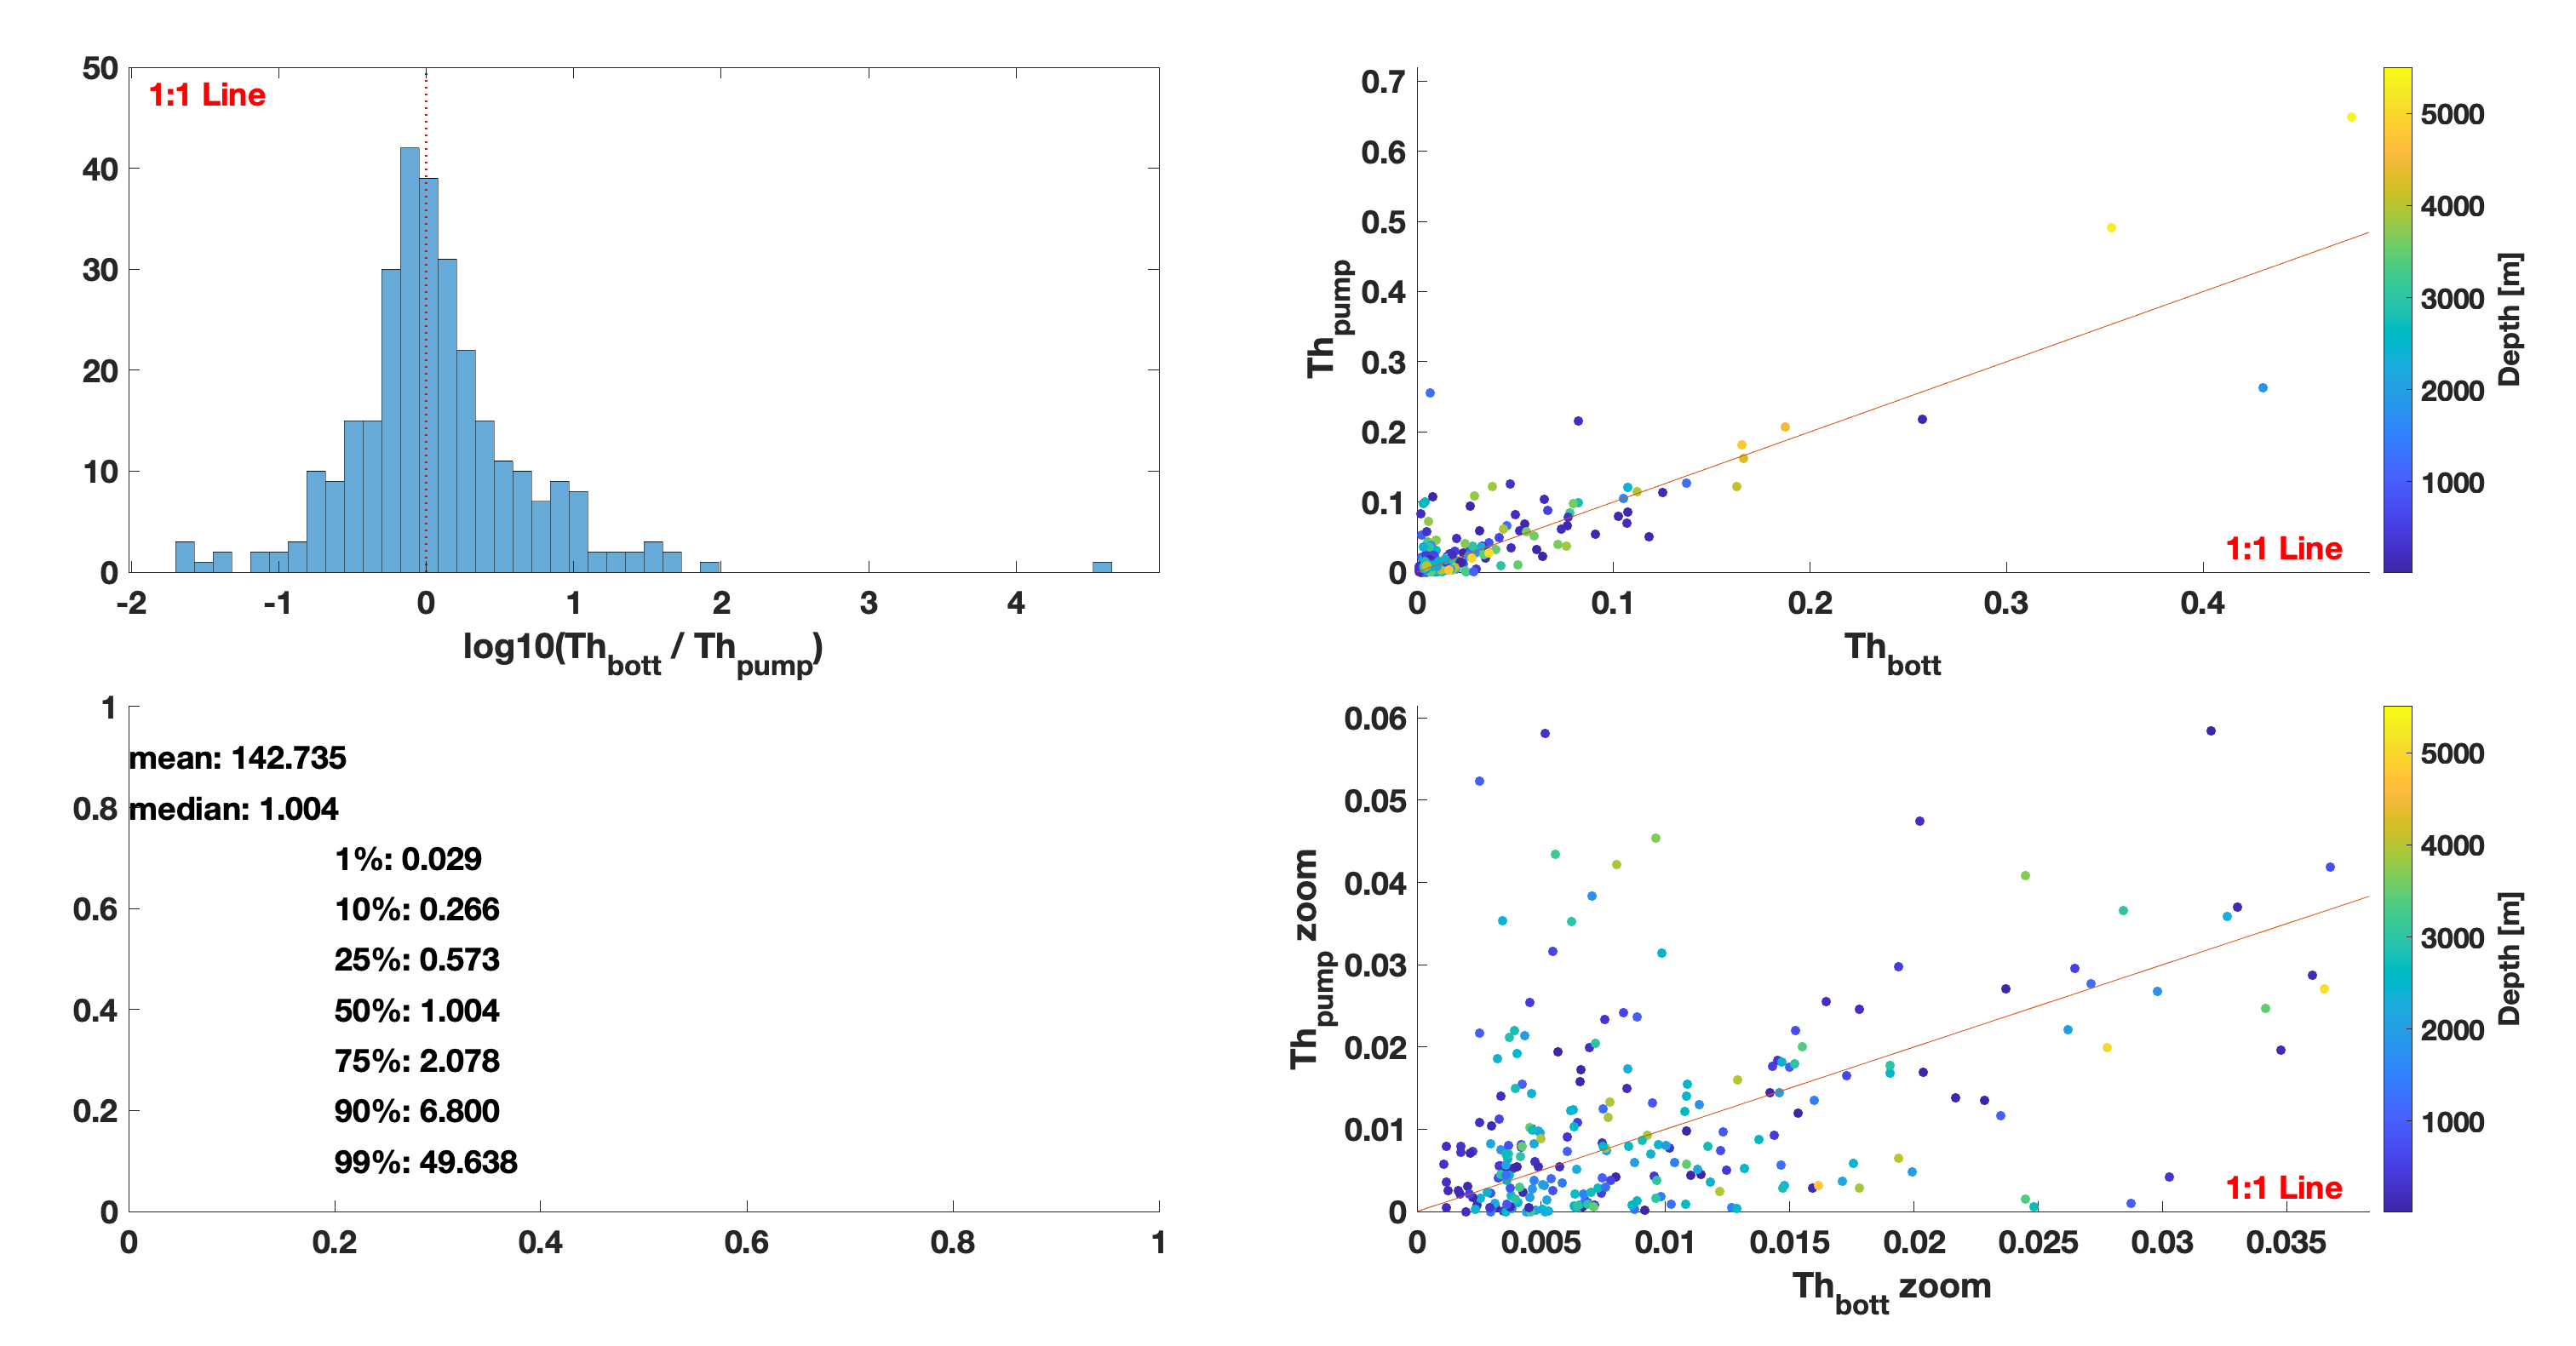 50
40
30
20
10
0
1:1 Line
-2 -1 0 1 2 3 4
log10(Th_bott / Th_pump)
0.7
0.6
0.5
0.4
0.3
0.2
0.1
0
Th_pump
1:1 Line
0 0.1 0.2 0.3 0.4
Th_bott
5000
4000
3000
2000
1000
Depth [m]
1
0.8
0.6
0.4
0.2
0
mean: 142.735
median: 1.004
1%: 0.029
10%: 0.266
25%: 0.573
50%: 1.004
75%: 2.078
90%: 6.800
99%: 49.638
0 0.2 0.4 0.6 0.8 1
0.06
0.05
0.04
0.03
0.02
0.01
0
Th_pump zoom
1:1 Line
0 0.005 0.01 0.015 0.02 0.025 0.03 0.035
Th_bott zoom
5000
4000
3000
2000
1000
Depth [m]